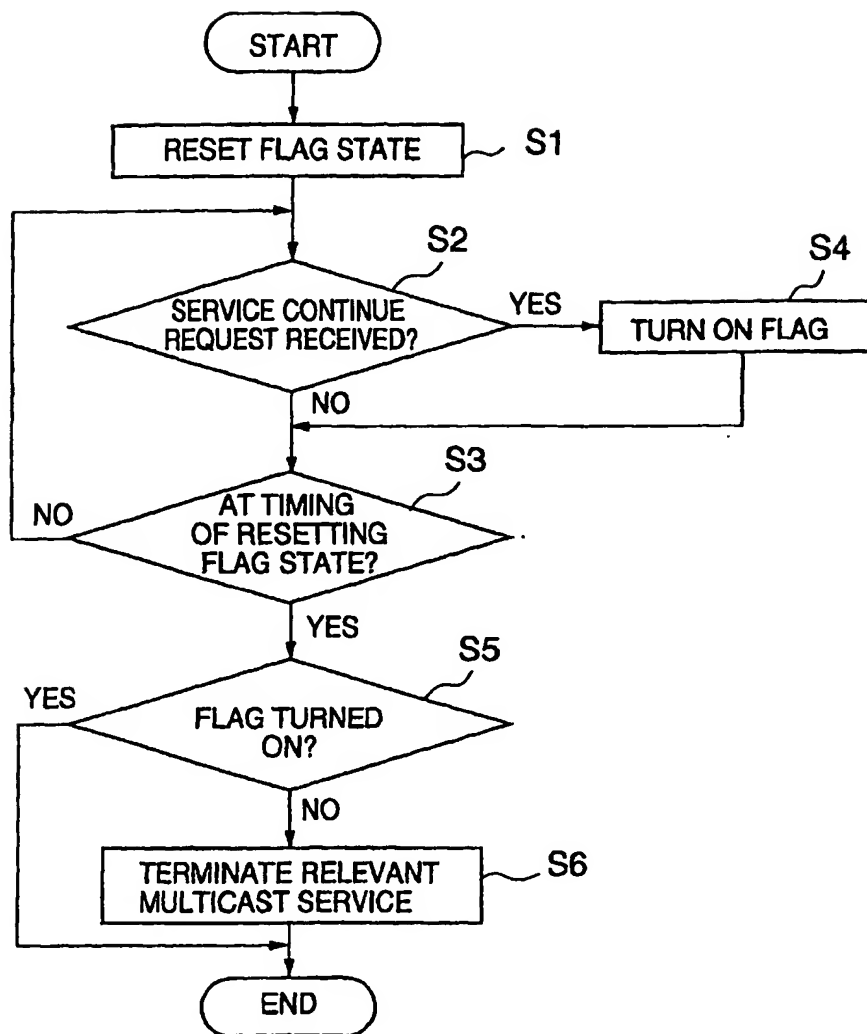 START
RESET FLAG STATE
S1
S2
SERVICE CONTINUE
REQUEST RECEIVED?
YES
S4
TURN ON FLAG
NO
S3
AT TIMING
OF RESETTING
FLAG STATE?
NO
YES
S5
YES
FLAG TURNED
ON?
NO
TERMINATE RELEVANT
MULTICAST SERVICE
S6
END